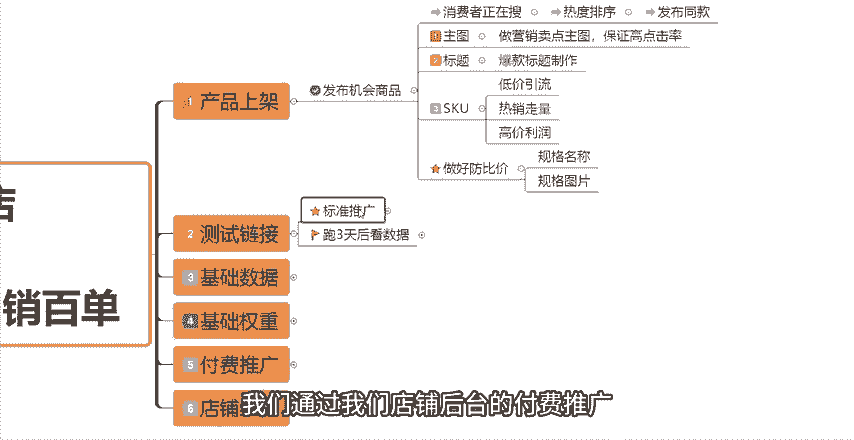 消费者正在搜 热度排序 发布同款
1 主图 做营销卖点主图，保证高点击率
2 标题 爆款标题制作
低价引流
1 产品上架 发布机会商品
3 SKU 热销走量
高价利润
做好防比价 规格名称
规格图片
店
标准推广
2 测试链接
跑3天后看数据
3 基础数据
销百单
4 基础权重
5 付费推广
6 店铺
我们通过我们店铺后台的付费推广